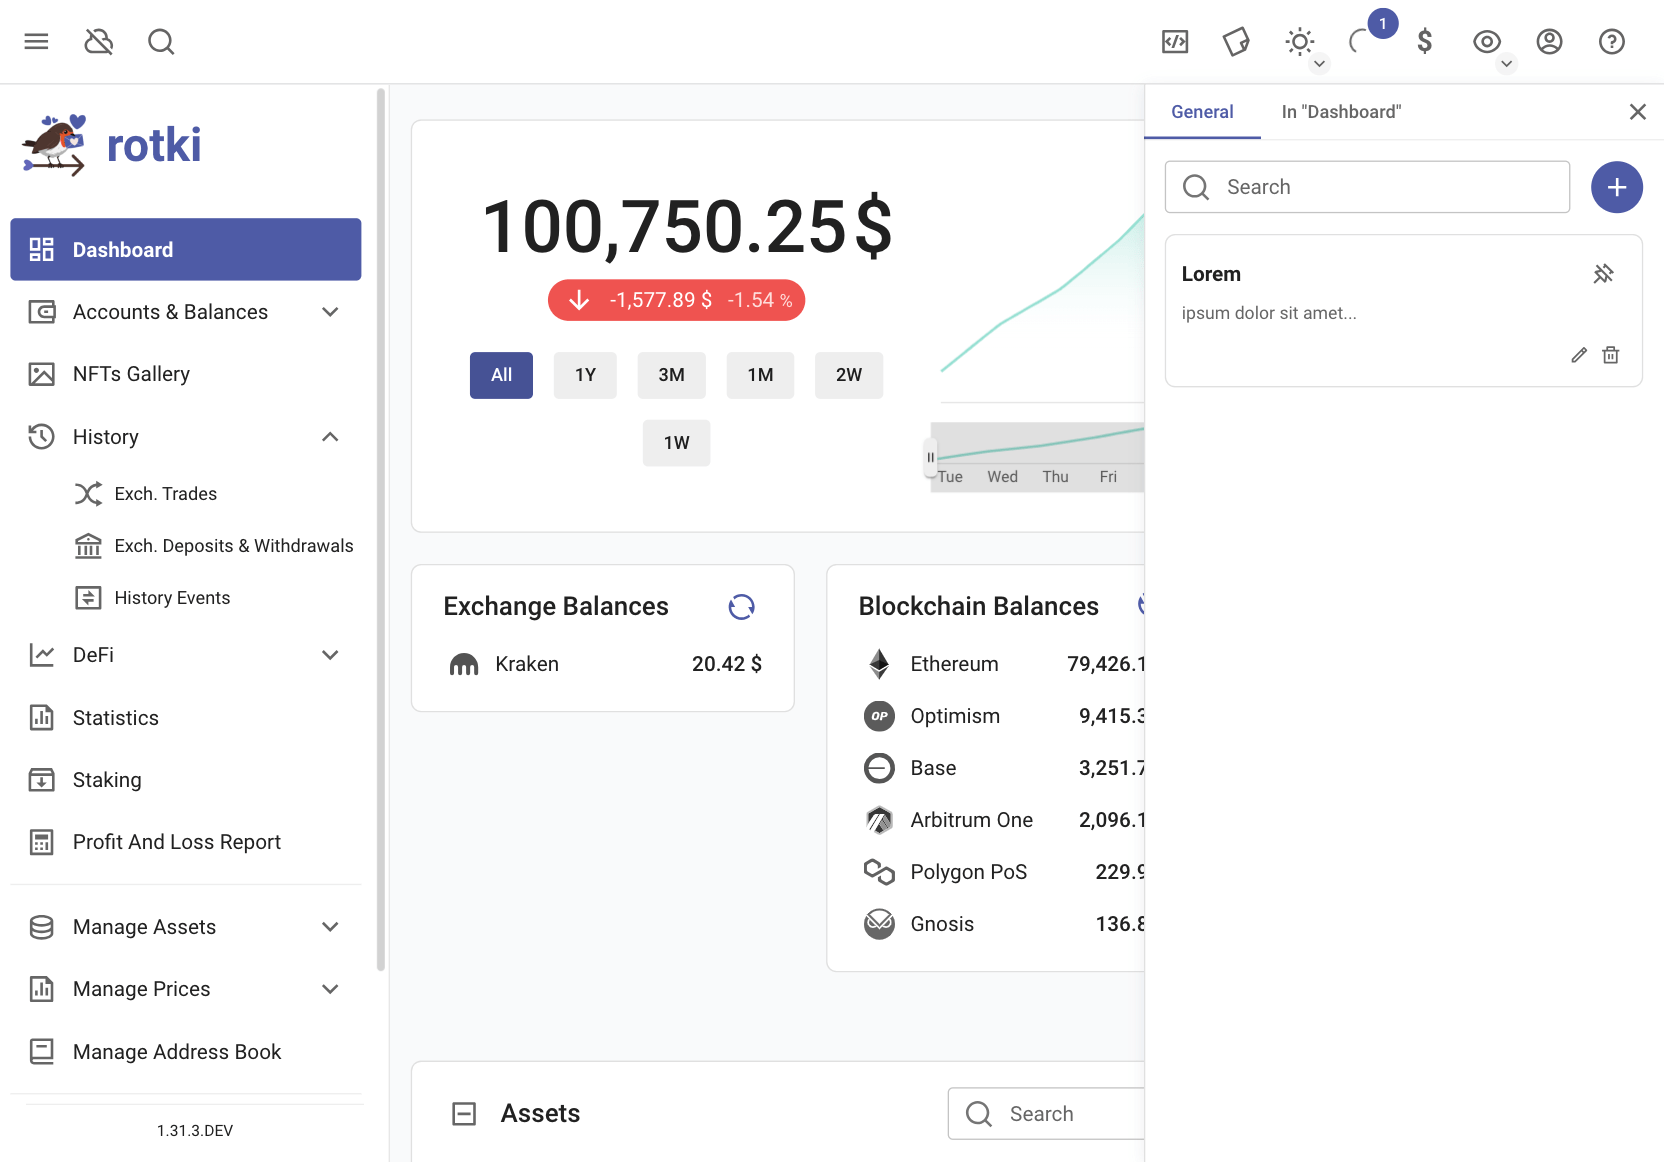 1
rotki
Dashboard
Accounts & Balances
NFTs Gallery
History
Exch. Trades
Exch. Deposits & Withdrawals
History Events
DeFi
Statistics
Staking
Profit And Loss Report
Manage Assets
Manage Prices
Manage Address Book
1.31.3.DEV
100,750.25 $
-1,577.89 $ -1.54 %
All 1Y 3M 1M 2W
1W
Tue Wed Thu Fri
Exchange Balances
Kraken 20.42 $
Blockchain Balances
Ethereum 79,426.1
Optimism 9,415.3
Base 3,251.7
Arbitrum One 2,096.1
OP
Polygon PoS 229.9
Gnosis 136.8
Assets
Search
General In "Dashboard"
Search
Lorem
ipsum dolor sit amet...